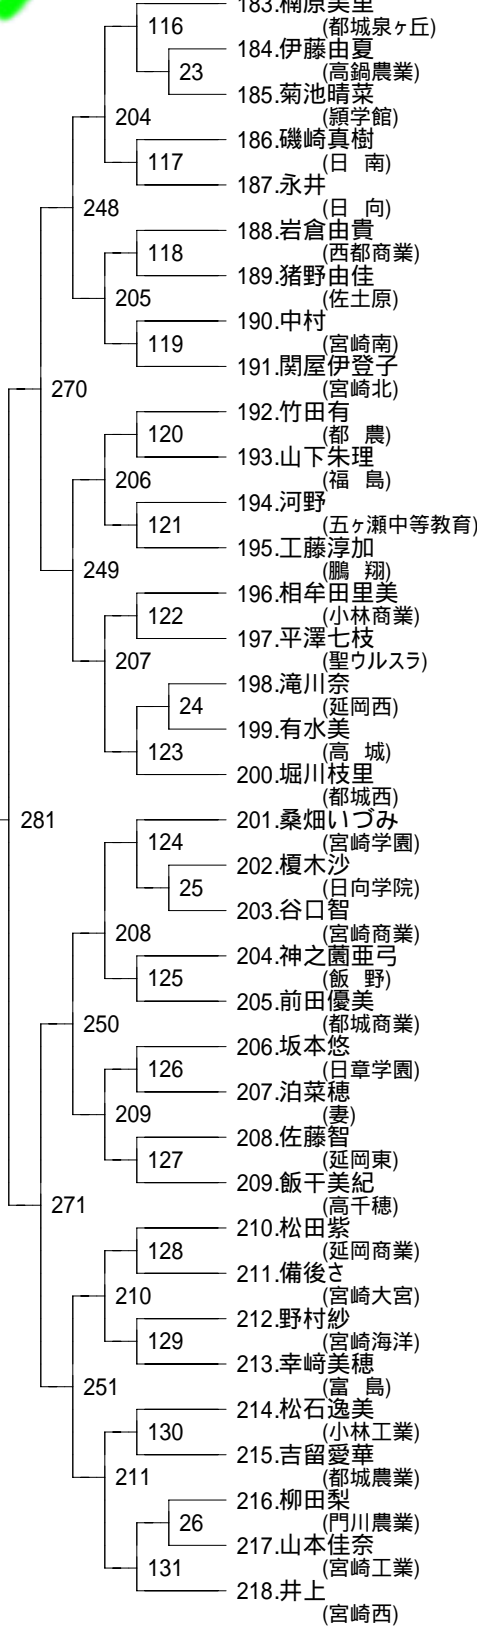 183.楠原美里
(都城泉ヶ丘)
116
184.伊藤由夏
(高鍋農業)
23
185.菊池晴菜
(頴学館)
204
186.磯崎真樹
(日 南)
117
187.永井
(日 向)
248
188.岩倉由貴
(西都商業)
118
189.猪野由佳
(佐土原)
205
190.中村
(宮崎南)
119
191.関屋伊登子
(宮崎北)
270
192.竹田有
(都 農)
120
193.山下朱理
(福 島)
206
194.河野
(五ヶ瀬中等教育)
121
195.工藤淳加
(鵬 翔)
249
196.相牟田里美
(小林商業)
122
197.平澤七枝
(聖ウルスラ)
207
198.滝川奈
(延岡西)
24
199.有水美
(高 城)
123
200.堀川枝里
(都城西)
281
201.桑畑いづみ
(宮崎学園)
124
202.榎木沙
(日向学院)
25
203.谷口智
(宮崎商業)
208
204.神之薗亜弓
(飯 野)
125
205.前田優美
(都城商業)
250
206.坂本悠
(日章学園)
126
207.泊菜穂
(妻)
209
208.佐藤智
(延岡東)
127
209.飯干美紀
(高千穂)
271
210.松田紫
(延岡商業)
128
211.備後さ
(宮崎大宮)
210
212.野村紗
(宮崎海洋)
129
213.幸﨑美穂
(富 島)
251
214.松石逸美
(小林工業)
130
215.吉留愛華
(都城農業)
211
216.柳田梨
(門川農業)
26
217.山本佳奈
(宮崎工業)
131
218.井上
(宮崎西)